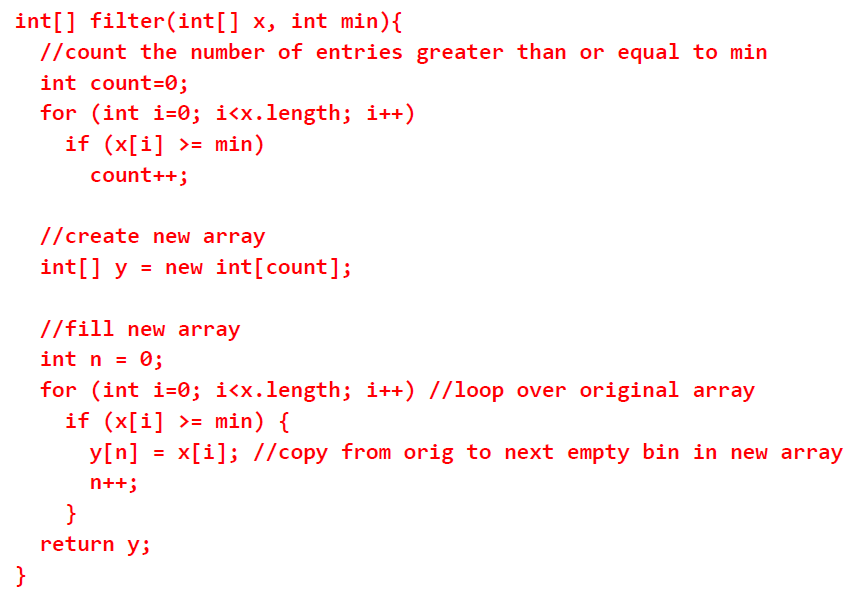 int[] filter(int[] x, int min){
  //count the number of entries greater than or equal to min
  int count=0;
  for (int i=0; i<x.length; i++)
    if (x[i] >= min)
      count++;

  //create new array
  int[] y = new int[count];

  //fill new array
  int n = 0;
  for (int i=0; i<x.length; i++) //loop over original array
    if (x[i] >= min) {
      y[n] = x[i]; //copy from orig to next empty bin in new array
      n++;
    }
  return y;
}